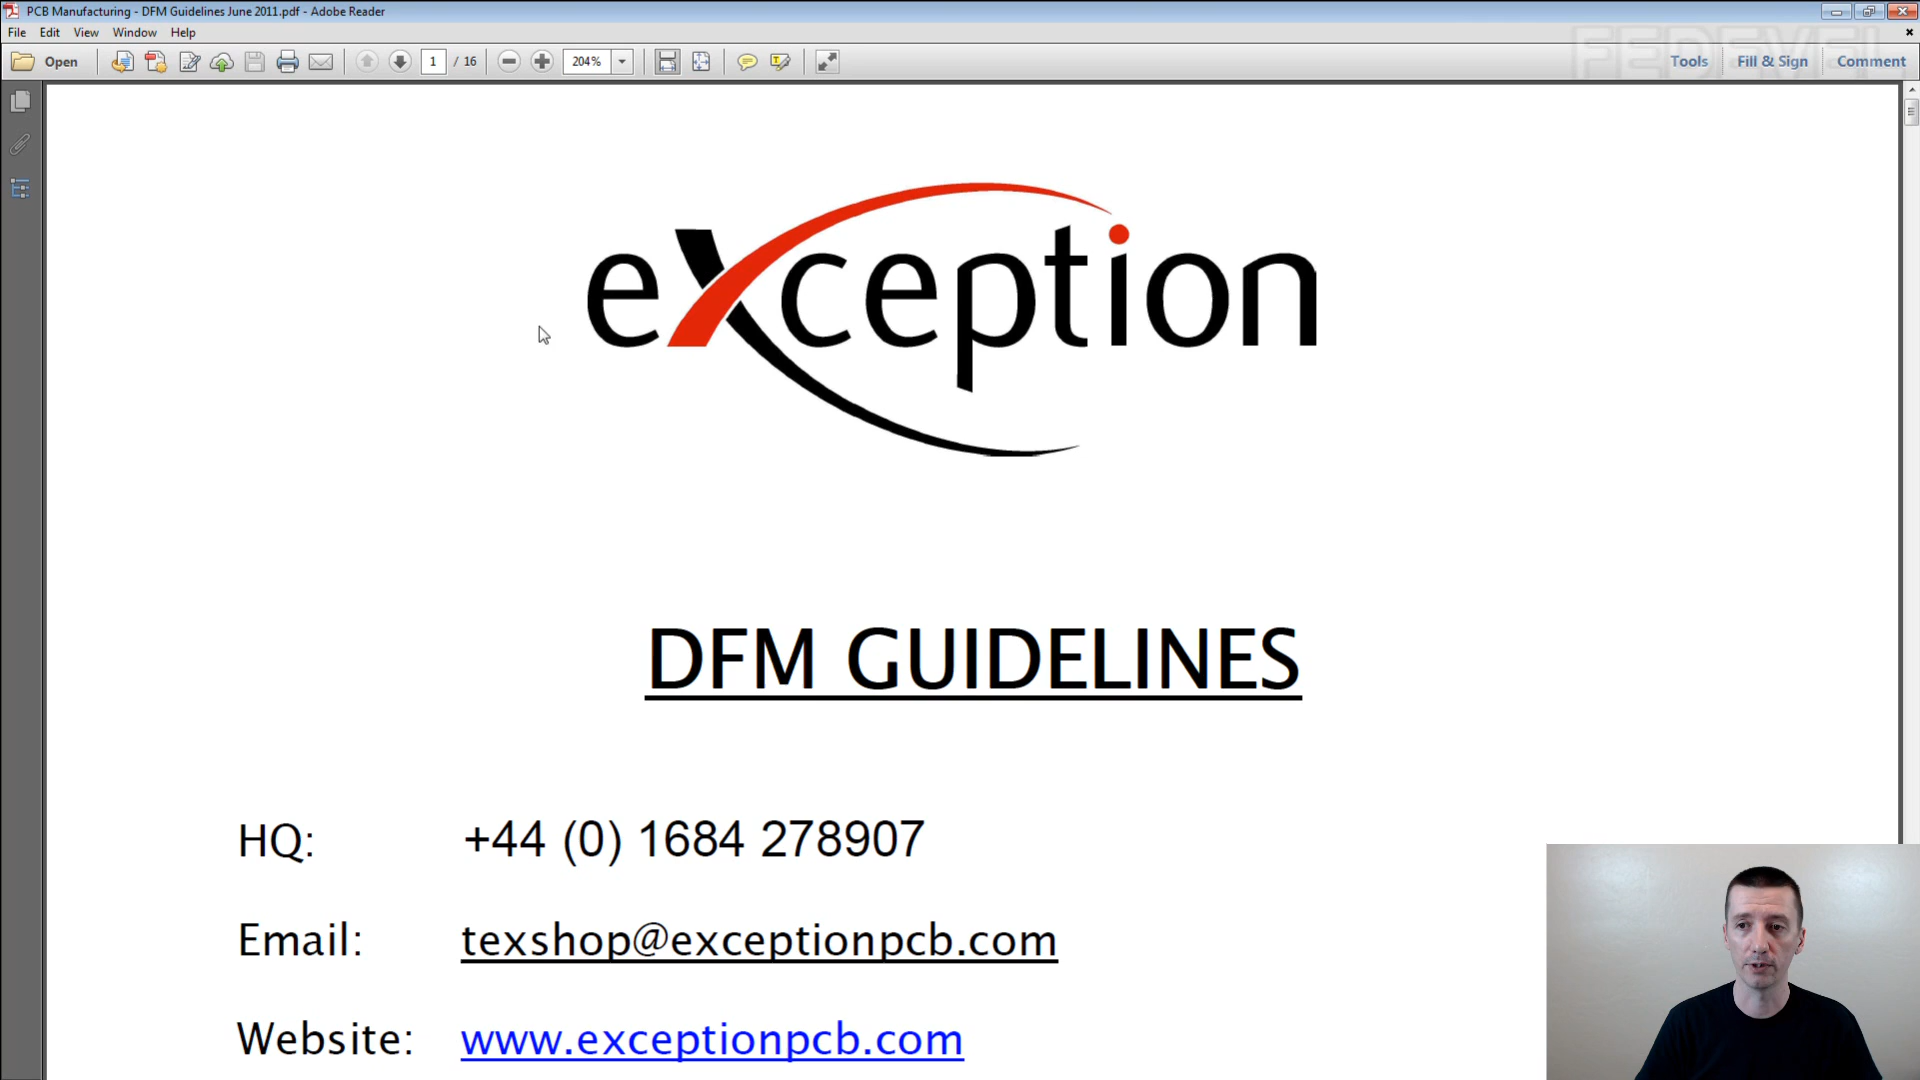 PCB Manufacturing - DFM Guidelines June 2011.pdf - Adobe Reader
File Edit View Window Help
FEDEVEL
Open 1 / 16 204% Tools Fill & Sign Comment
exception
DFM GUIDELINES
HQ: +44 (0) 1684 278907
Email: texshop@exceptionpcb.com
Website: www.exceptionpcb.com